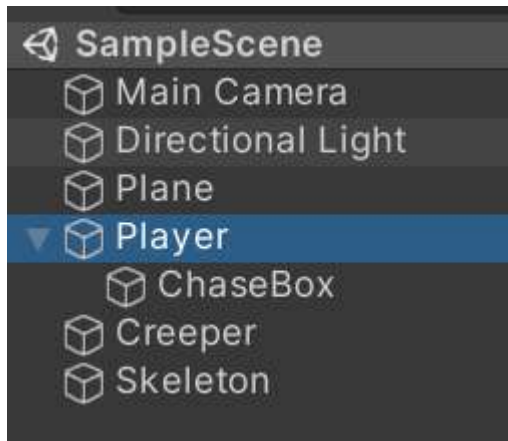 SampleScene
Main Camera
Directional Light
Plane
Player
ChaseBox
Creeper
Skeleton